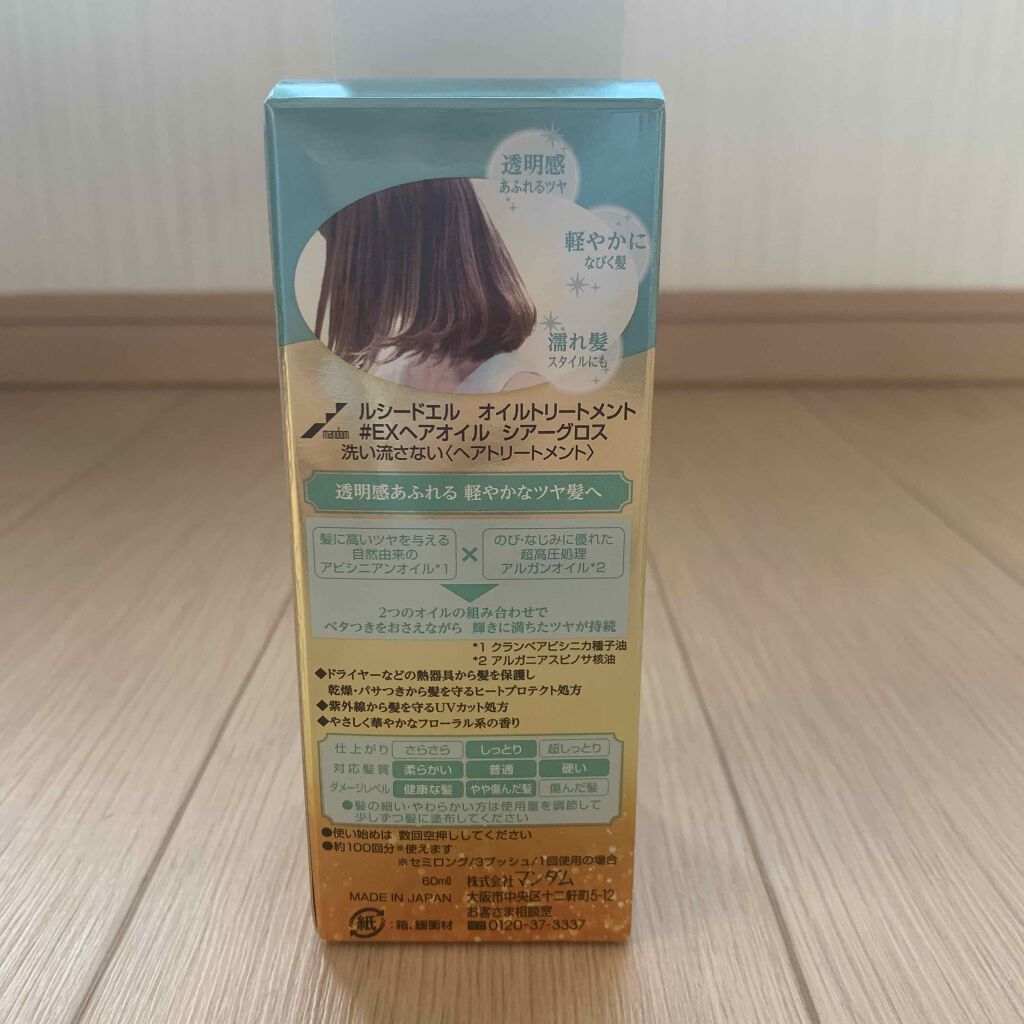 透明感
あふれるツヤ
軽やかに
なびく髪
濡れ髪
スタイルにも
mandom
ルシードエル オイルトリートメント
#EXヘアオイル シアーグロス
洗い流さない〈ヘアトリートメント〉
透明感あふれる 軽やかなツヤ髪へ
髪に高いツヤを与える
自然由来の
アビシニアンオイル*1
×
のび・なじみに優れた
超高圧処理
アルガンオイル*2
2つのオイルの組み合わせで
ベタつきをおさえながら 輝きに満ちたツヤが持続
*1 クランベアビシニカ種子油
*2 アルガニアスピノサ核油
◆ドライヤーなどの熱器具から髪を保護し
乾燥・パサつきから髪を守るヒートプロテクト処方
◆紫外線から髪を守るUVカット処方
◆やさしく華やかなフローラル系の香り
仕上がり さらさら しっとり 超しっとり
対応髪質 柔らかい 普通 硬い
ダメージレベル 健康な髪 やや傷んだ髪 傷んだ髪
●髪の細い・やわらかい方は使用量を調節して
少しずつ髪に塗布してください
●使い始めは 数回空押ししてください
●約100回分※使えます
※セミロング/3プッシュ/1回使用の場合
60ml 株式会社マンダム
MADE IN JAPAN 大阪市中央区十二軒町5-12
お客さま相談室
紙 :箱、緩衝材 0120-37-3337